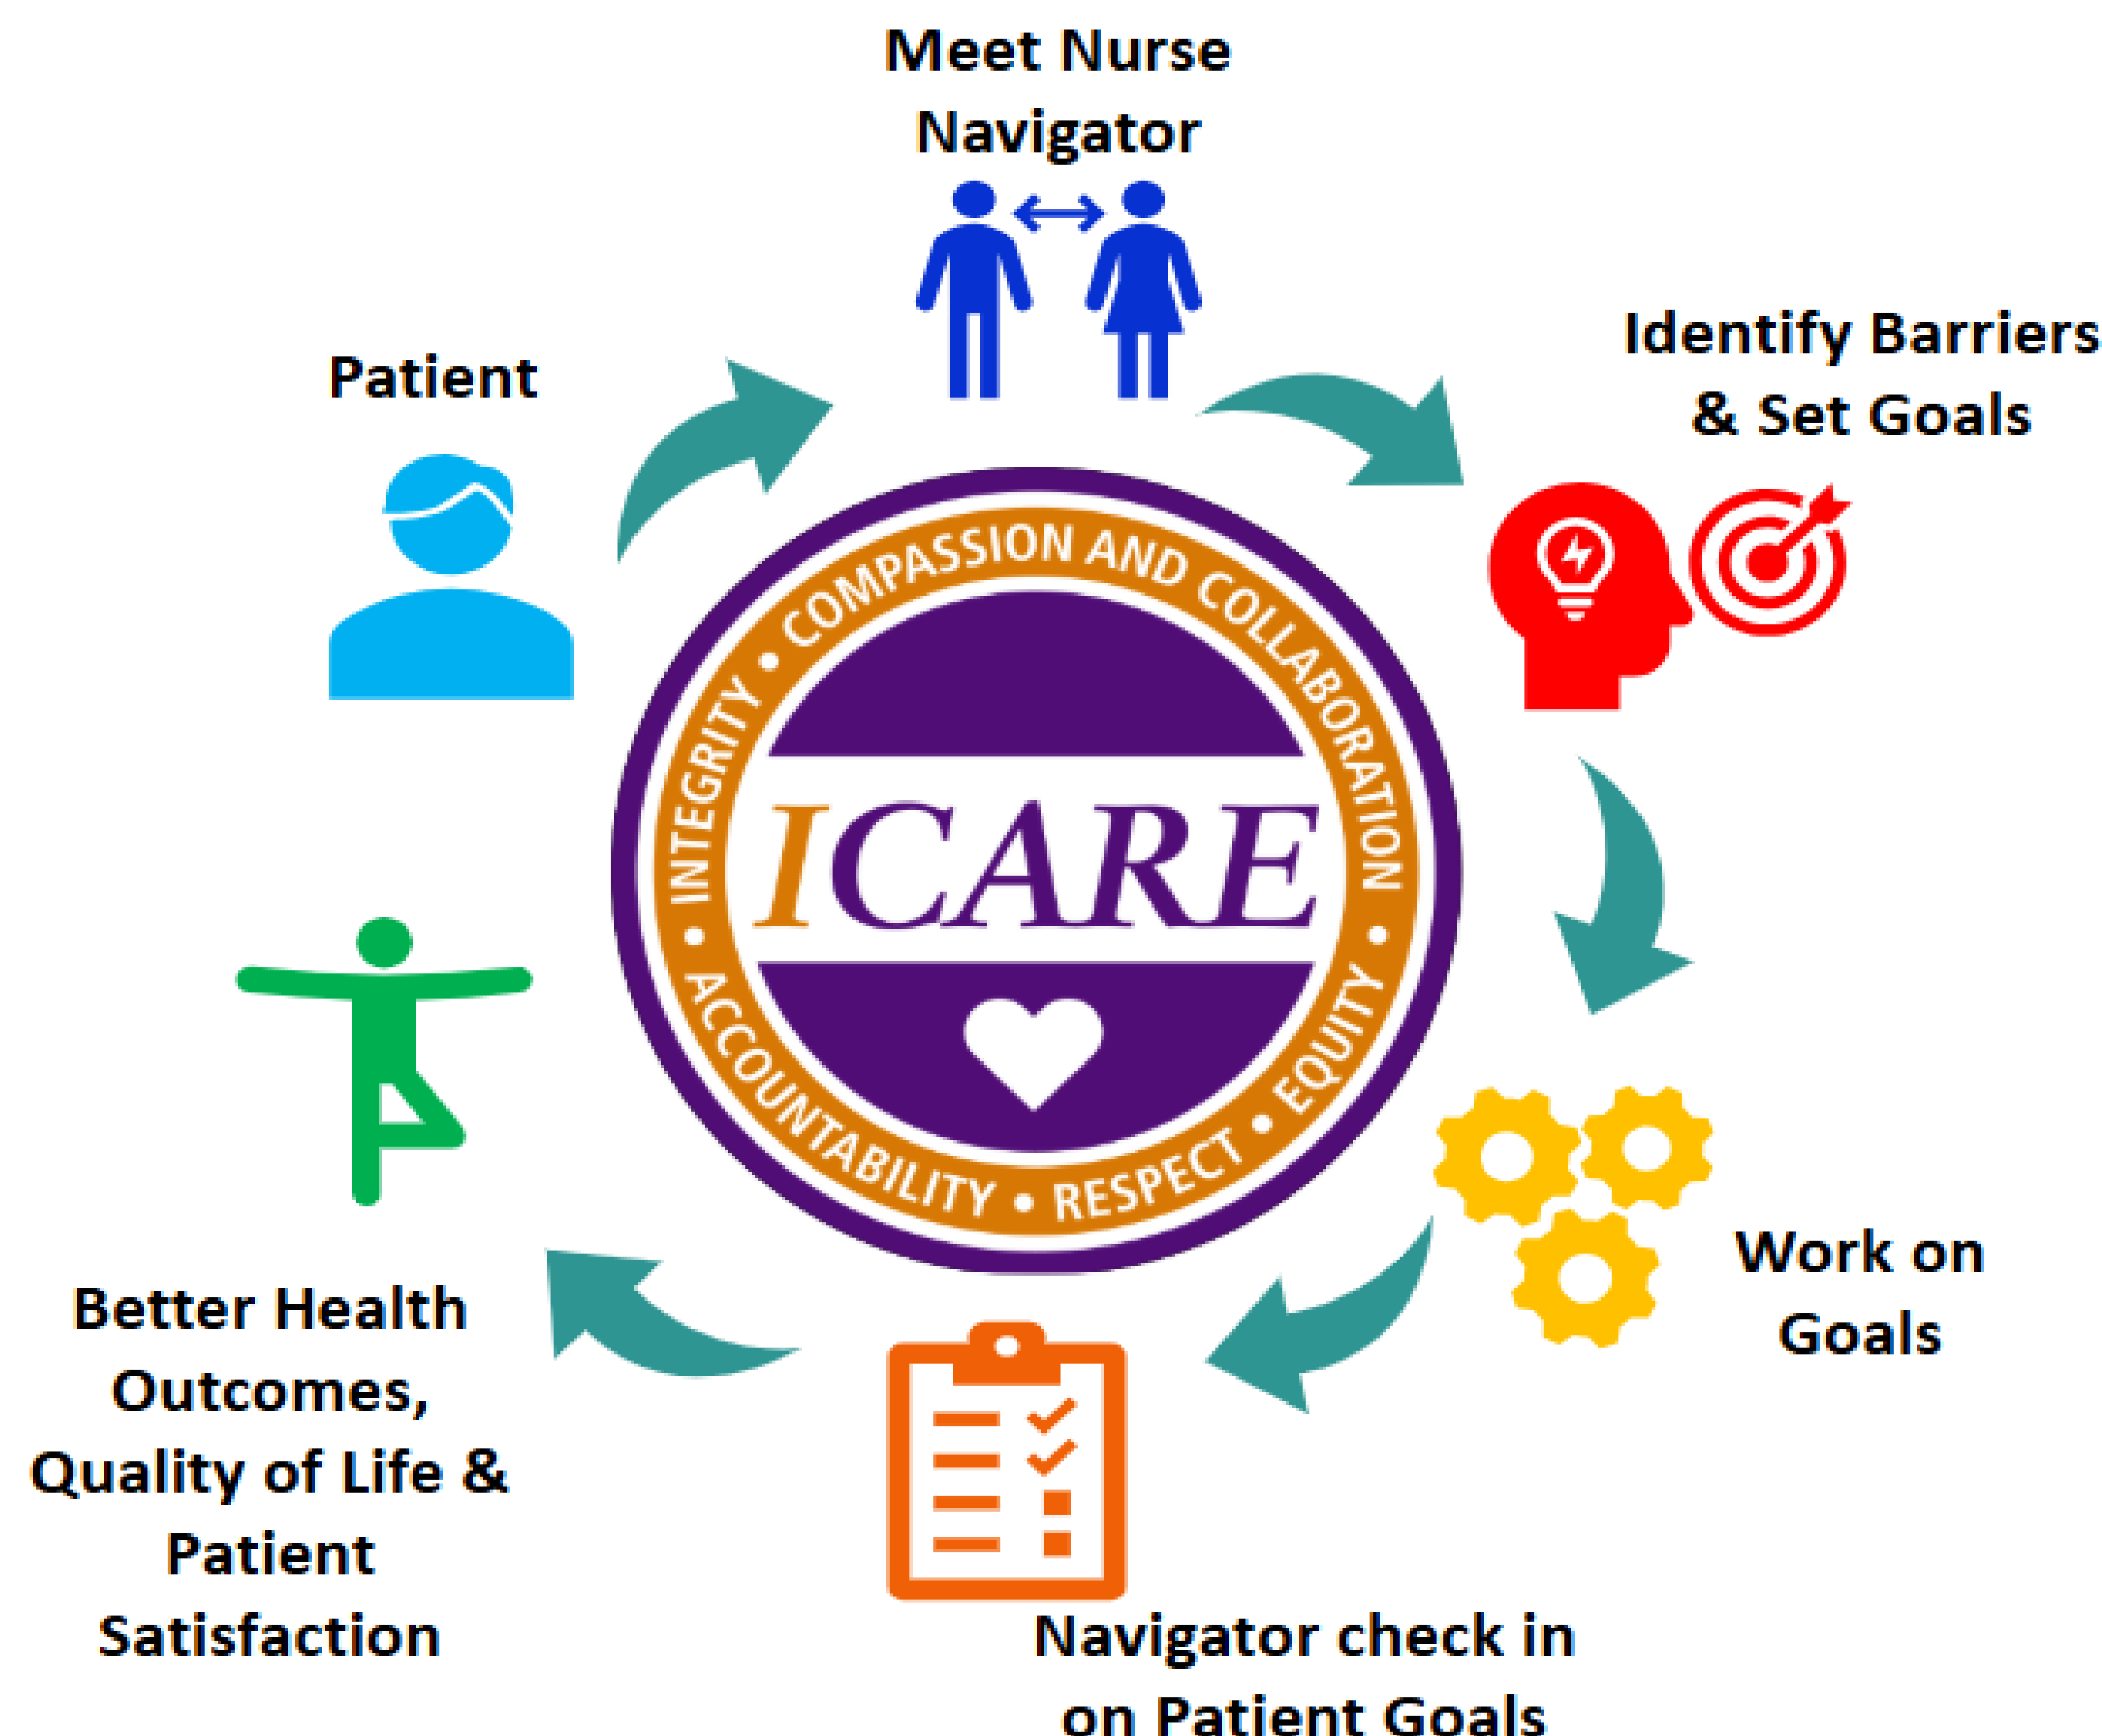 Meet Nurse
Navigator
Patient
Identify Barriers
& Set Goals
INTEGRITY • COMPASSION AND COLLABORATION • EQUITY • RESPECT • ACCOUNTABILITY •
ICARE
Work on
Goals
Better Health
Outcomes,
Quality of Life &
Patient
Satisfaction
Navigator check in
on Patient Goals